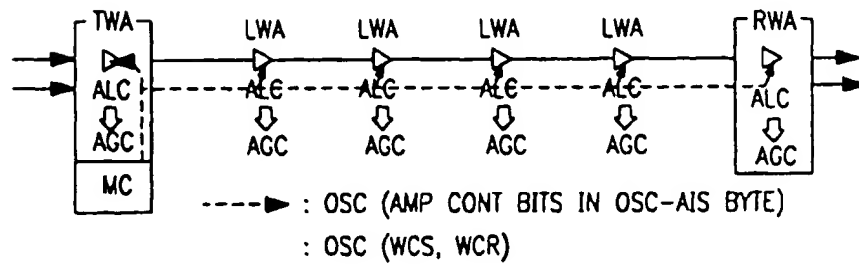 TWA LWA LWA LWA LWA RWA
ALC ALC ALC ALC ALC ALC
AGC AGC AGC AGC AGC AGC
MC
: OSC (AMP CONT BITS IN OSC-AIS BYTE)
: OSC (WCS, WCR)